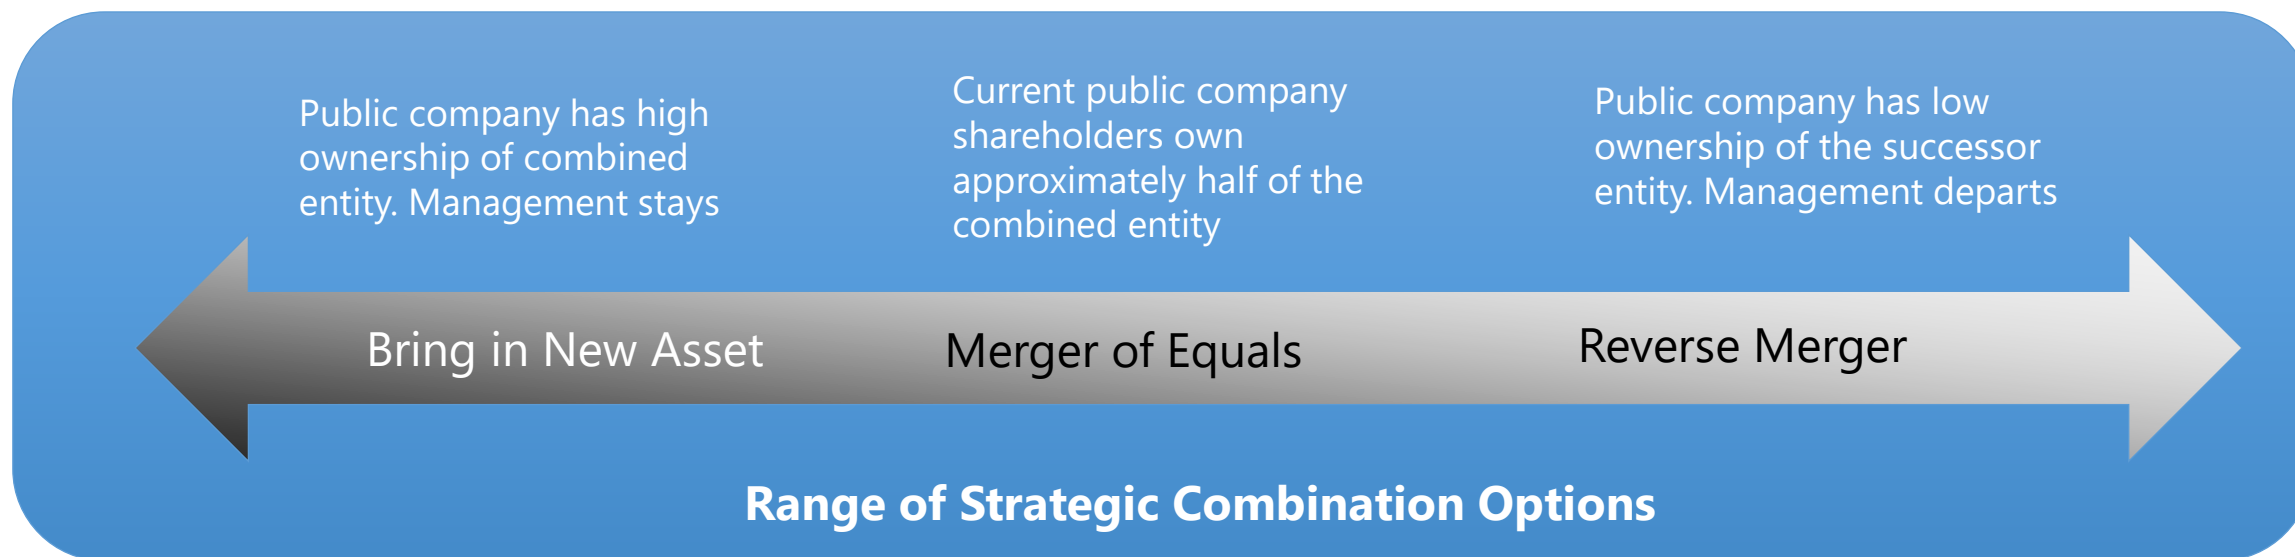 Public company has high
ownership of combined
entity. Management stays
Current public company
shareholders own
approximately half of the
combined entity
Public company has low
ownership of the successor
entity. Management departs
Bring in New Asset
Merger of Equals
Reverse Merger
Range of Strategic Combination Options